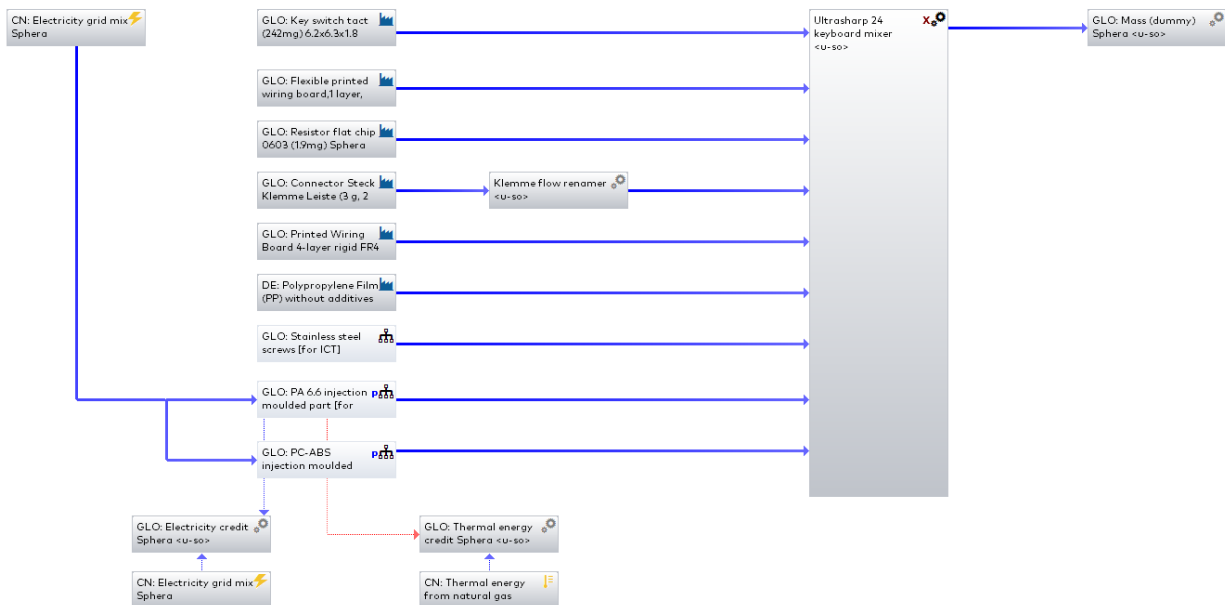 CN: Electricity grid mix
Sphera
GLO: Key switch tact
(242mg) 6.2x6.3x1.8
Ultrasharp 24
keyboard mixer
<u-so>
X
GLO: Mass (dummy)
Sphera <u-so>
GLO: Flexible printed
wiring board,1 layer,
GLO: Resistor flat chip
0603 (1.9mg) Sphera
GLO: Connector Steck
Klemme Leiste (3 g, 2
Klemme flow renamer
<u-so>
GLO: Printed Wiring
Board 4-layer rigid FR4
DE: Polypropylene Film
(PP) without additives
GLO: Stainless steel
screws [for ICT]
GLO: PA 6.6 injection
moulded part [for
p
GLO: PC-ABS
injection moulded
p
GLO: Electricity credit
Sphera <u-so>
GLO: Thermal energy
credit Sphera <u-so>
CN: Electricity grid mix
Sphera
CN: Thermal energy
from natural gas